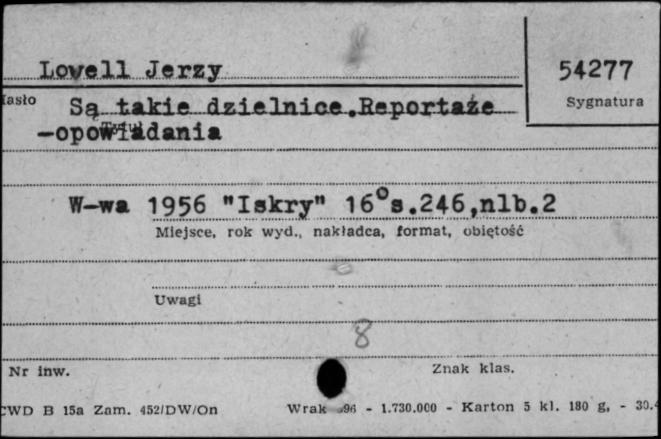 Lovell Jerzy
54277
Hasło
Sygnatura
Są takie dzielnice.Reportaże
-opowiadania
W-wa 1956 "Iskry" 16° s.246,nlb.2
Miejsce, rok wyd., nakładca, format, objętość
Uwagi
8
Nr inw.
Znak klas.
CWD B 15a Zam. 452/DW/On
Wrak 96 - 1.730.000 - Karton 5 kl. 180 g, - 30.4